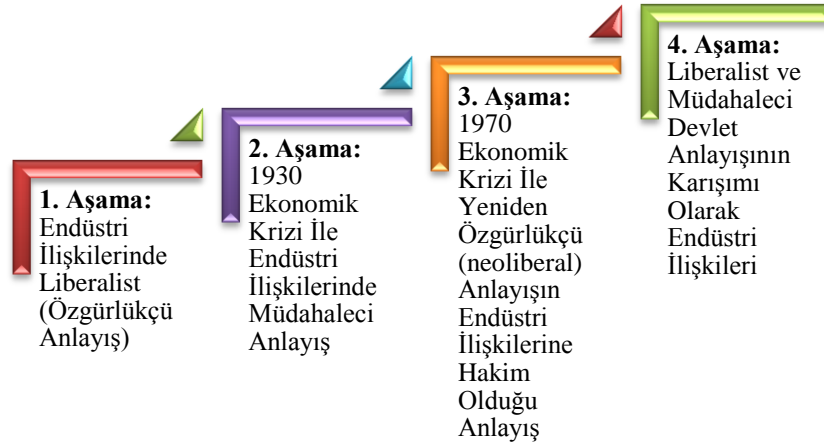 1. Aşama:
Endüstri
İlişkilerinde
Liberalist
(Özgürlükçü
Anlayış)
2. Aşama:
1930
Ekonomik
Krizi İle
Endüstri
İlişkilerinde
Müdahaleci
Anlayış
3. Aşama:
1970
Ekonomik
Krizi İle
Yeniden
Özgürlükçü
(neoliberal)
Anlayışın
Endüstri
İlişkilerine
Hakim
Olduğu
Anlayış
4. Aşama:
Liberalist ve
Müdahaleci
Devlet
Anlayışının
Karışımı
Olarak
Endüstri
İlişkileri